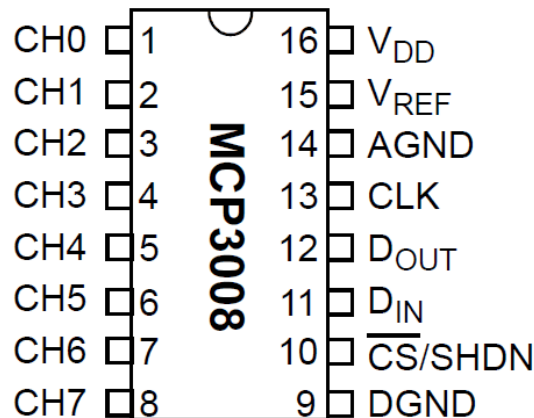 CH0 1 16 VDD
CH1 2 15 VREF
CH2 3 14 AGND
CH3 4 13 CLK
CH4 5 12 DOUT
CH5 6 11 DIN
CH6 7 10 C̅S̅/SHDN
CH7 8 9 DGND
MCP3008